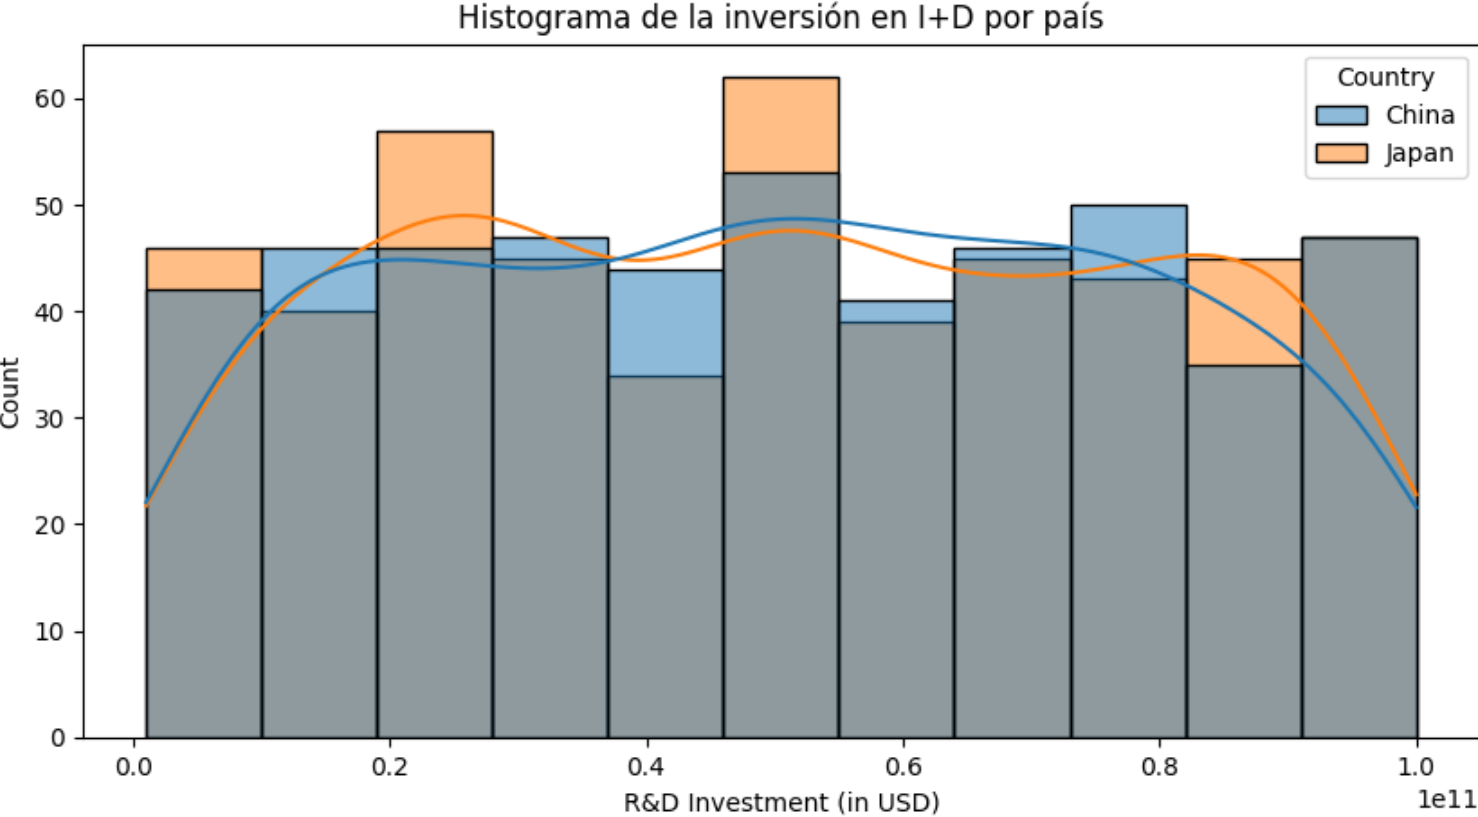 Histograma de la inversión en I+D por país
Country
China
Japan
Count
60
50
40
30
20
10
0
0.0 0.2 0.4 0.6 0.8 1.0
1e11
R&D Investment (in USD)